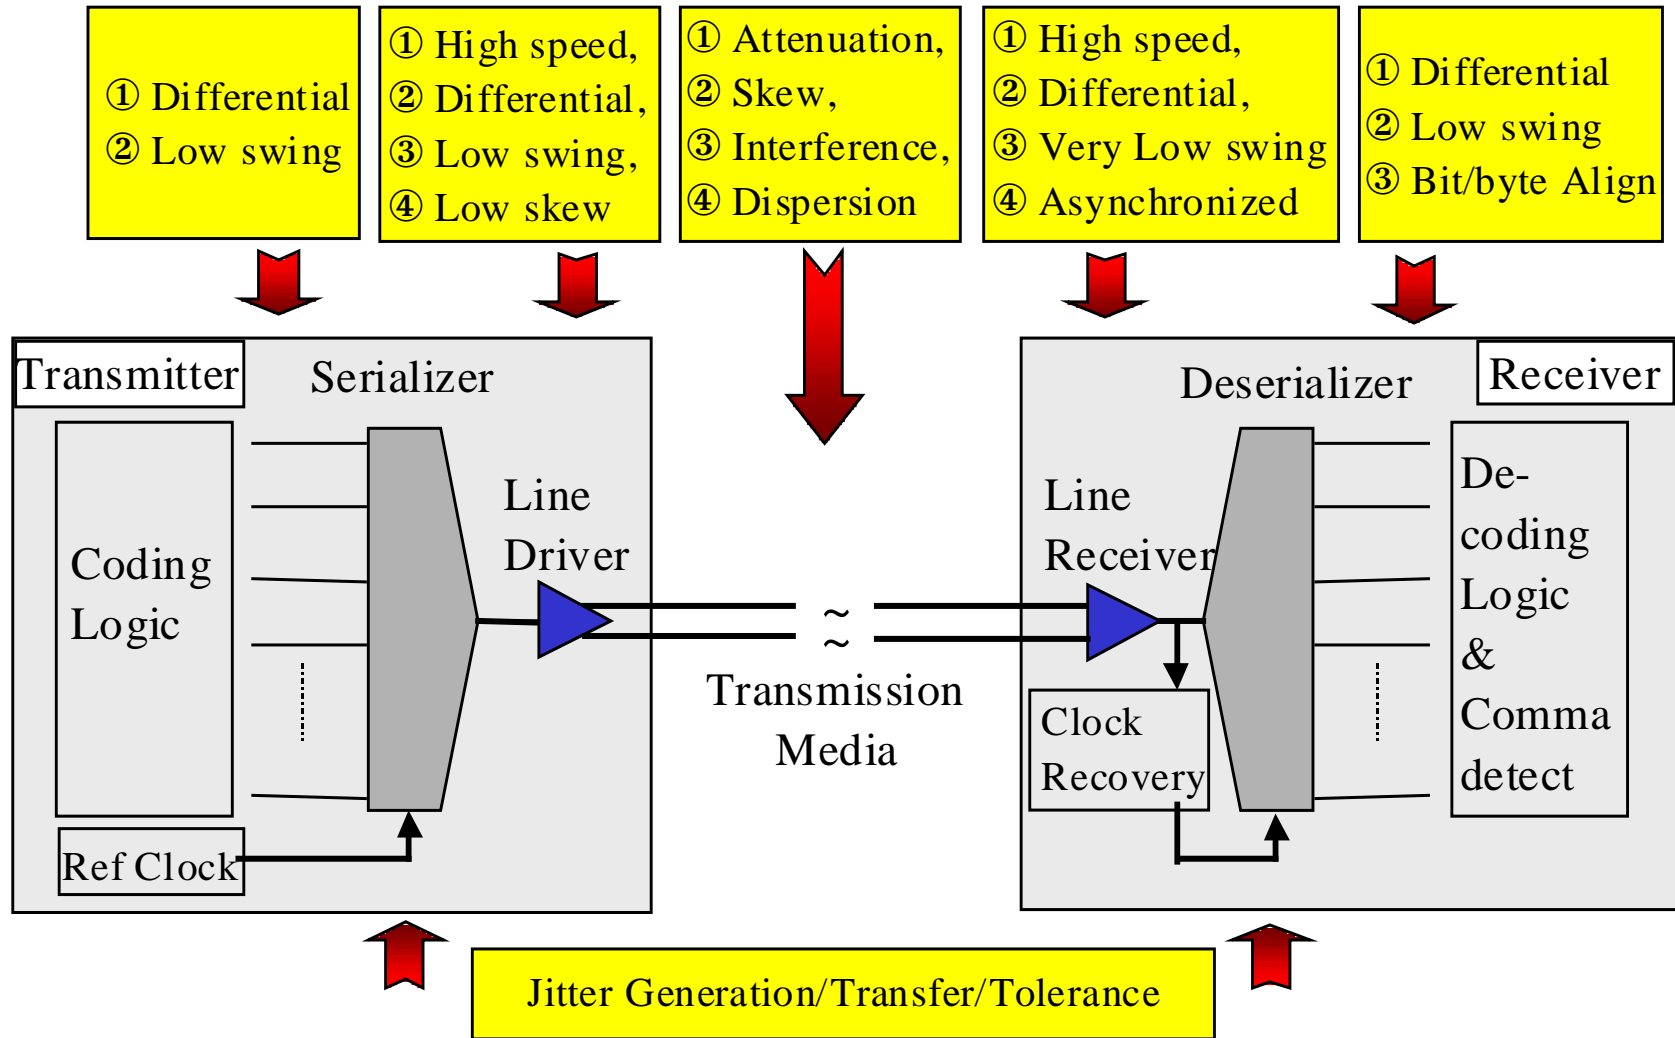 ① Differential
② Low swing
① High speed,
② Differential,
③ Low swing,
④ Low skew
① Attenuation,
② Skew,
③ Interference,
④ Dispersion
① High speed,
② Differential,
③ Very Low swing
④ Asynchronized
① Differential
② Low swing
③ Bit/byte Align
Transmitter
Serializer
Coding
Logic
Line
Driver
Ref Clock
~
~
Transmission
Media
Deserializer
Receiver
Line
Receiver
Clock
Recovery
De-
coding
Logic
&
Comma
detect
Jitter Generation/Transfer/Tolerance